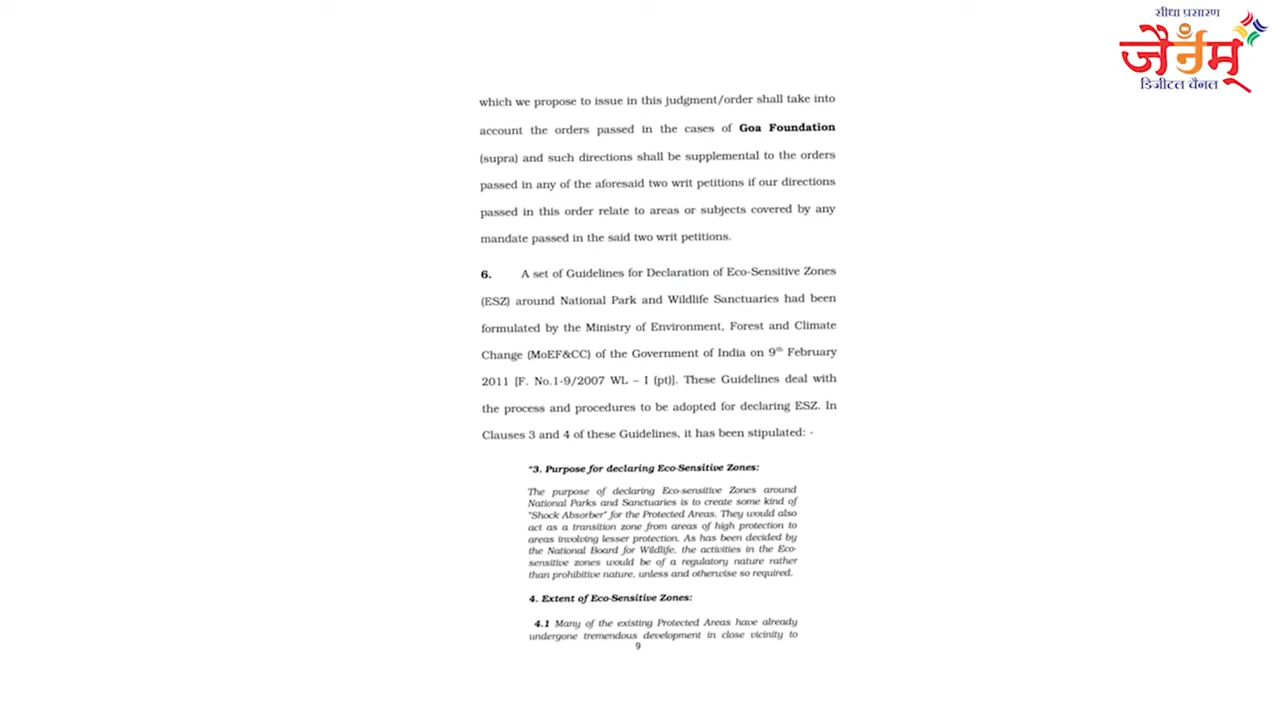 सीधा प्रसारण
जैनम्
डिजीटल चैनल
which we propose to issue in this judgment/order shall take into
account the orders passed in the cases of Goa Foundation
(supra) and such directions shall be supplemental to the orders
passed in any of the aforesaid two writ petitions if our directions
passed in this order relate to areas or subjects covered by any
mandate passed in the said two writ petitions.
6. A set of Guidelines for Declaration of Eco-Sensitive Zones
(ESZ) around National Park and Wildlife Sanctuaries had been
formulated by the Ministry of Environment, Forest and Climate
Change (MoEF&CC) of the Government of India on 9th February
2011 [F. No.1-9/2007 WL – I (pt)]. These Guidelines deal with
the process and procedures to be adopted for declaring ESZ. In
Clauses 3 and 4 of these Guidelines, it has been stipulated: -
"3. Purpose for declaring Eco-Sensitive Zones:
The purpose of declaring Eco-sensitive Zones around
National Parks and Sanctuaries is to create some kind of
"Shock Absorber" for the Protected Areas. They would also
act as a transition zone from areas of high protection to
areas involving lesser protection. As has been decided by
the National Board for Wildlife, the activities in the Eco-
sensitive zones would be of a regulatory nature rather
than prohibitive nature, unless and otherwise so required.
4. Extent of Eco-Sensitive Zones:
4.1 Many of the existing Protected Areas have already
undergone tremendous development in close vicinity to
9